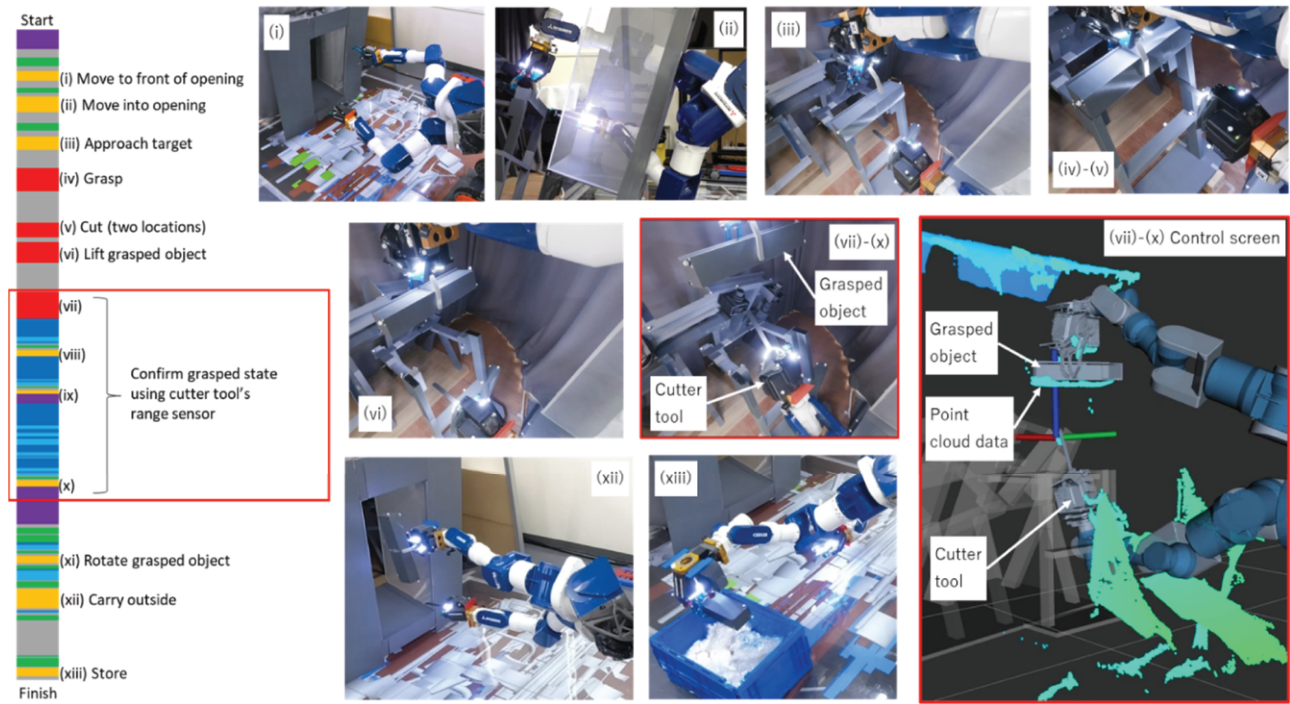 Start
(i) Move to front of opening
(ii) Move into opening
(iii) Approach target
(iv) Grasp
(v) Cut (two locations)
(vi) Lift grasped object
(vii)
(viii)
(ix)
(x)
Confirm grasped state
using cutter tool's
range sensor
(xi) Rotate grasped object
(xii) Carry outside
(xiii) Store
Finish
(i)
(ii)
(iii)
(iv)-(v)
(vi)
(vii)-(x)
Grasped
object
Cutter
tool
(vii)-(x) Control screen
Grasped
object
Point
cloud data
Cutter
tool
(xii)
(xiii)